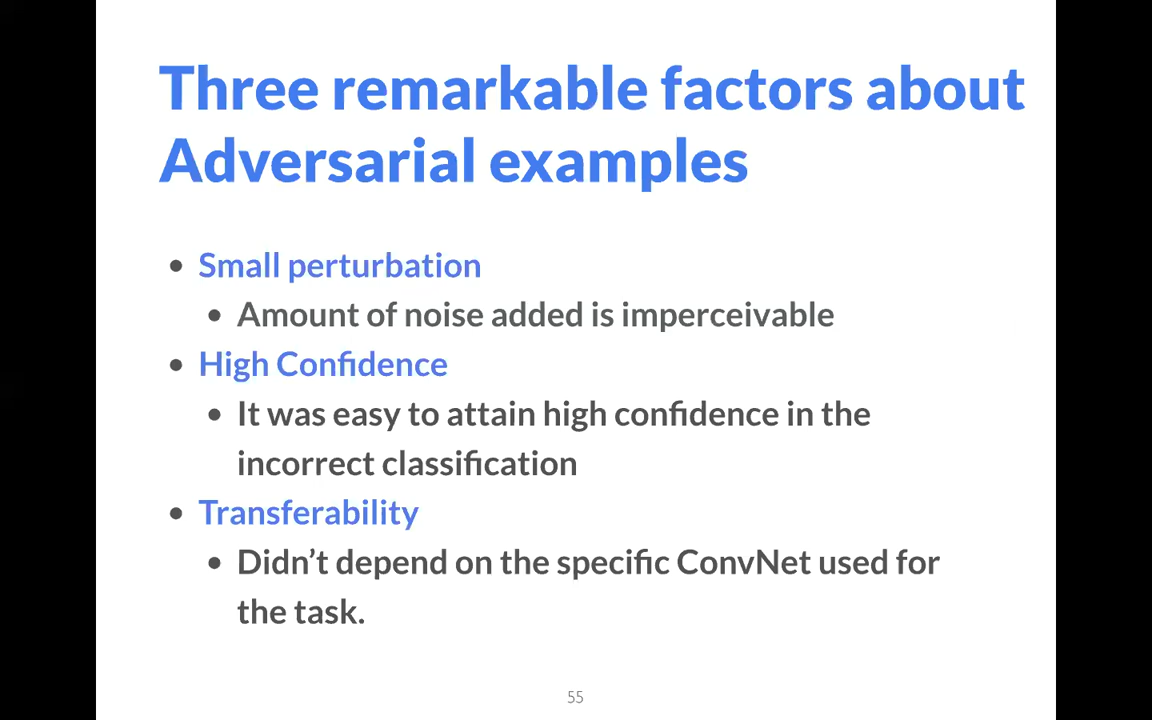 Three remarkable factors about
Adversarial examples
• Small perturbation
• Amount of noise added is imperceivable
• High Confidence
• It was easy to attain high confidence in the
incorrect classification
• Transferability
• Didn’t depend on the specific ConvNet used for
the task.
55